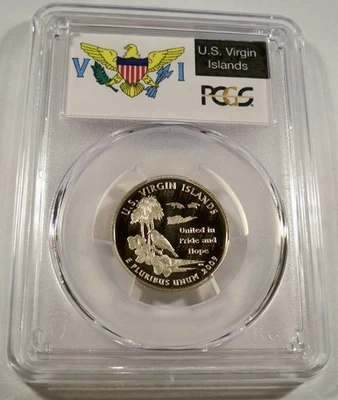 V I
U.S. Virgin
Islands
PCGS
U.S. VIRGIN ISLANDS
United in
Pride and
Hope
E PLURIBUS UNUM 2009